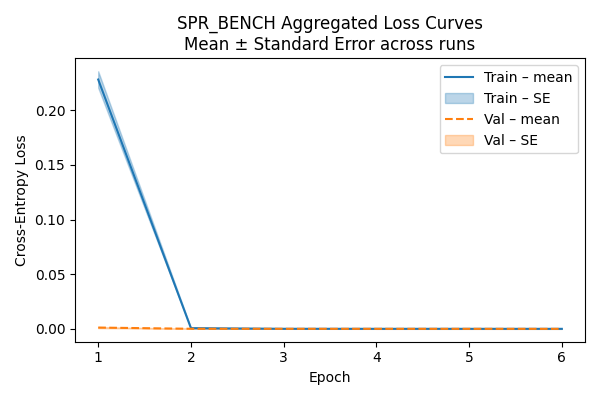 SPR_BENCH Aggregated Loss Curves
Mean ± Standard Error across runs
Train – mean
Train – SE
Val – mean
Val – SE
Cross-Entropy Loss
0.20
0.15
0.10
0.05
0.00
1 2 3 4 5 6
Epoch